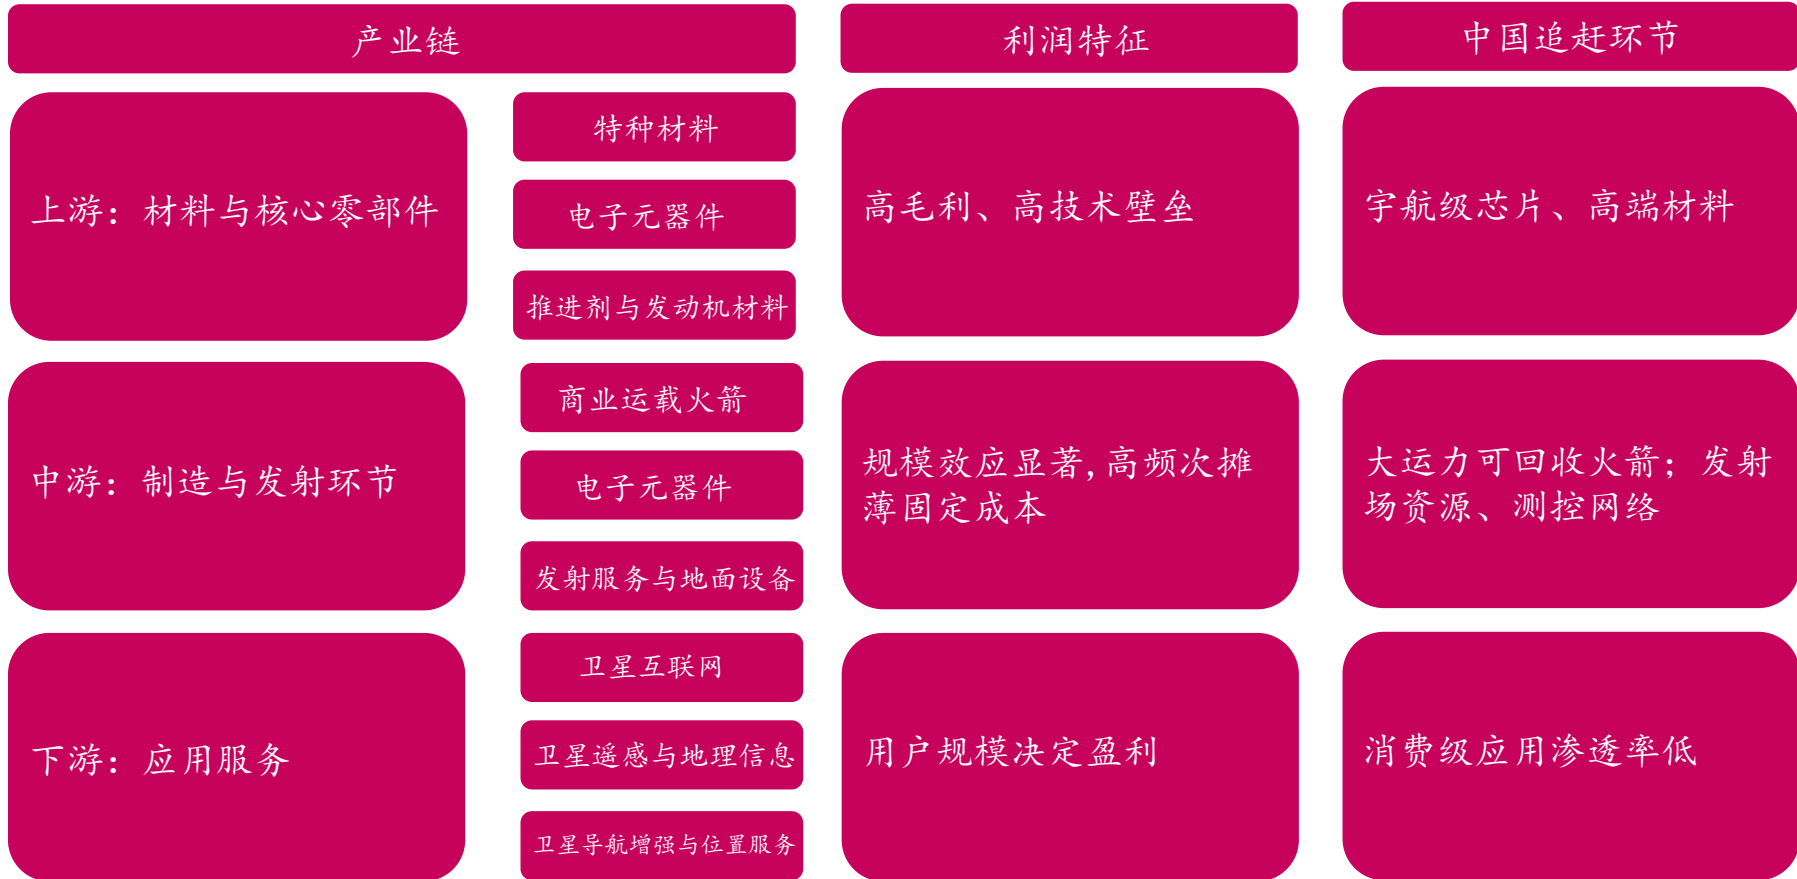 产业链
利润特征
中国追赶环节
上游：材料与核心零部件
特种材料
电子元器件
推进剂与发动机材料
高毛利、高技术壁垒
宇航级芯片、高端材料
中游：制造与发射环节
商业运载火箭
电子元器件
发射服务与地面设备
规模效应显著,高频次摊
薄固定成本
大运力可回收火箭；发射
场资源、测控网络
下游：应用服务
卫星互联网
卫星遥感与地理信息
卫星导航增强与位置服务
用户规模决定盈利
消费级应用渗透率低